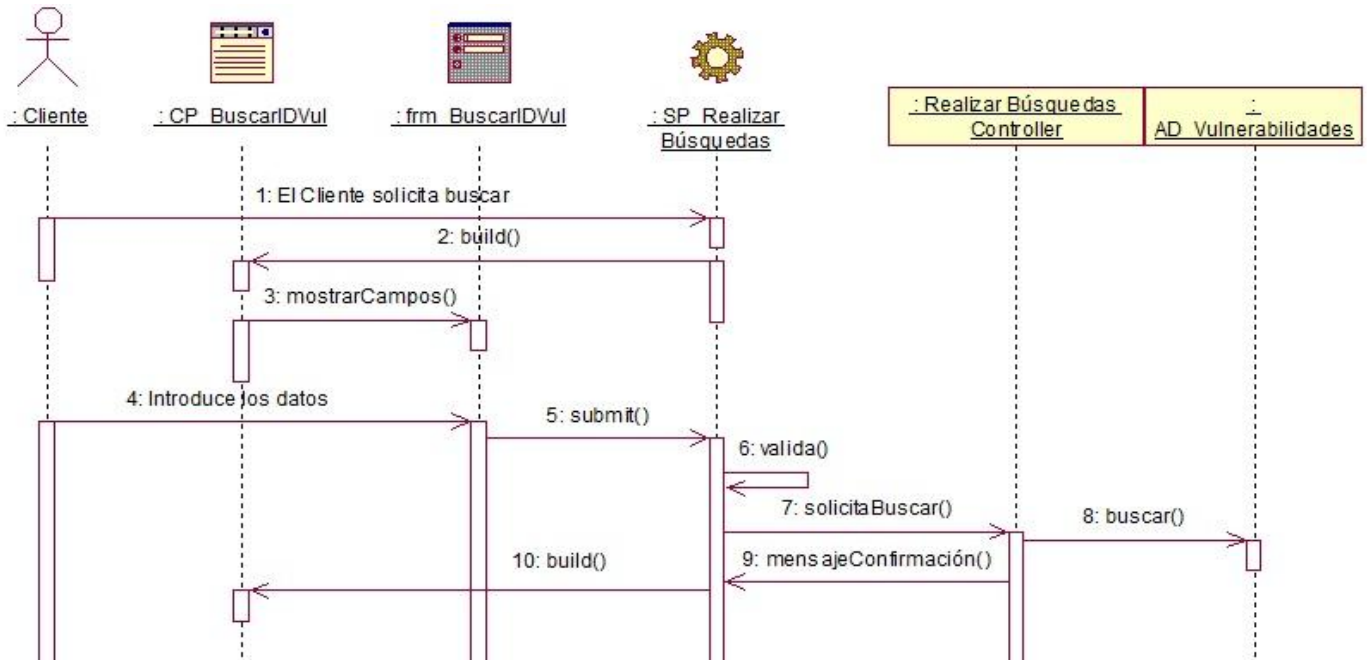 : Cliente
: CP_BuscarIDVul
: frm_BuscarIDVul
: SP_Realizar
Búsquedas
: Realizar Búsquedas
Controller
:
AD_Vulnerabilidades
1: El Cliente solicita buscar
2: build()
3: mostrarCampos()
4: Introduce los datos
5: submit()
6: valida()
7: solicitaBuscar()
8: buscar()
9: mensajeConfirmación()
10: build()